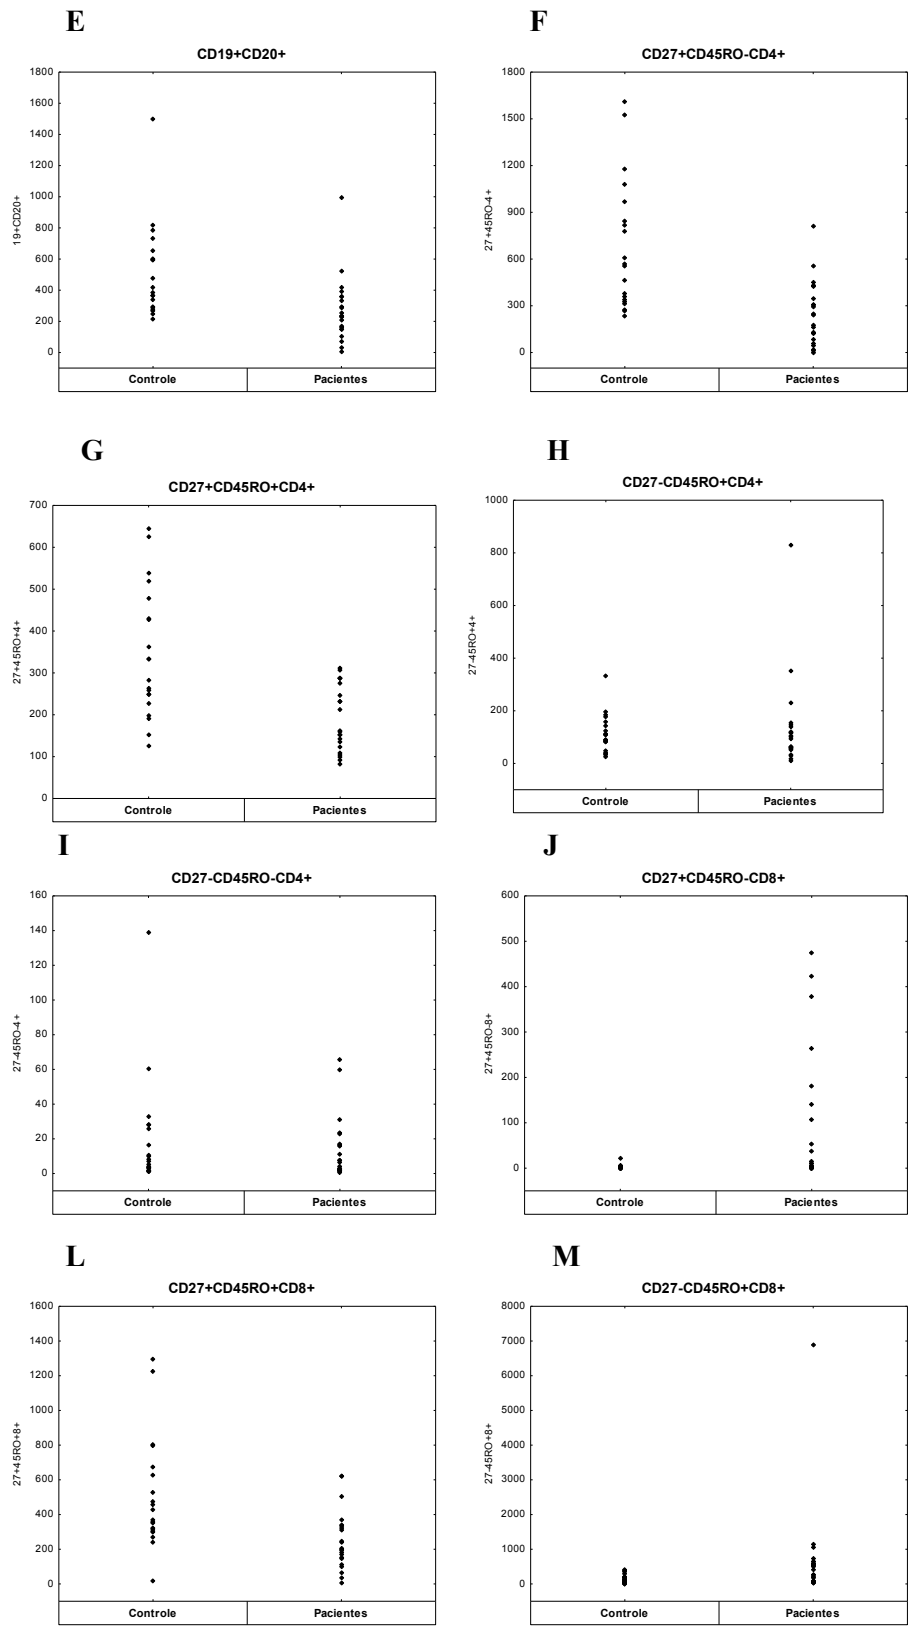 E
F
CD19+CD20+
CD27+CD45RO-CD4+
1800
1600
1400
1200
1000
800
600
400
200
0
19+CD20+
Controle
Pacientes
1800
1500
1200
900
600
300
0
27+45RO-4+
Controle
Pacientes
G
H
CD27+CD45RO+CD4+
CD27-CD45RO+CD4+
700
600
500
400
300
200
100
0
27+45RO+4+
Controle
Pacientes
1000
800
600
400
200
0
27-45RO+4+
Controle
Pacientes
I
J
CD27-CD45RO-CD4+
CD27+CD45RO-CD8+
160
140
120
100
80
60
40
20
0
27-45RO-4+
Controle
Pacientes
600
500
400
300
200
100
0
27+45RO-8+
Controle
Pacientes
L
M
CD27+CD45RO+CD8+
CD27-CD45RO+CD8+
1600
1400
1200
1000
800
600
400
200
0
27+45RO+8+
Controle
Pacientes
8000
7000
6000
5000
4000
3000
2000
1000
0
27-45RO+8+
Controle
Pacientes